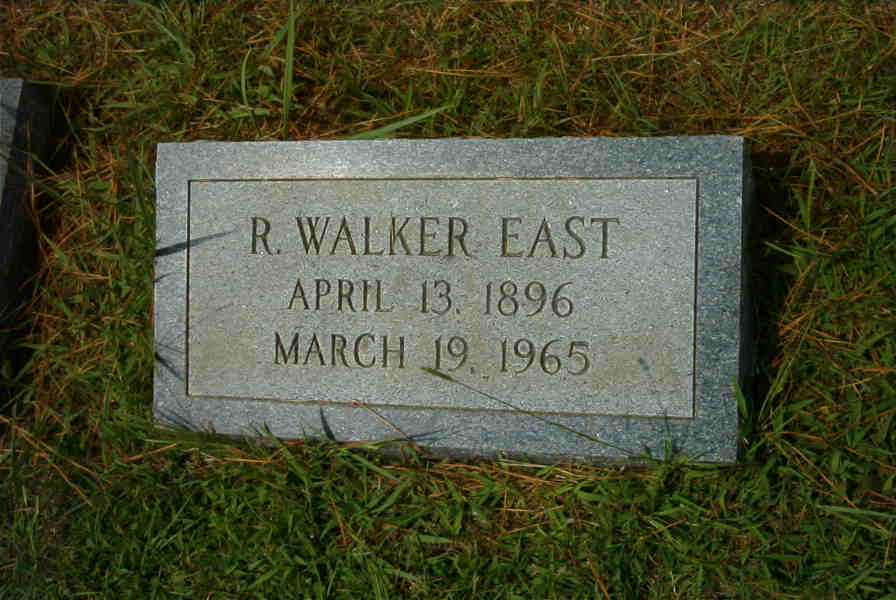 R. WALKER EAST
APRIL 13, 1896
MARCH 19, 1965